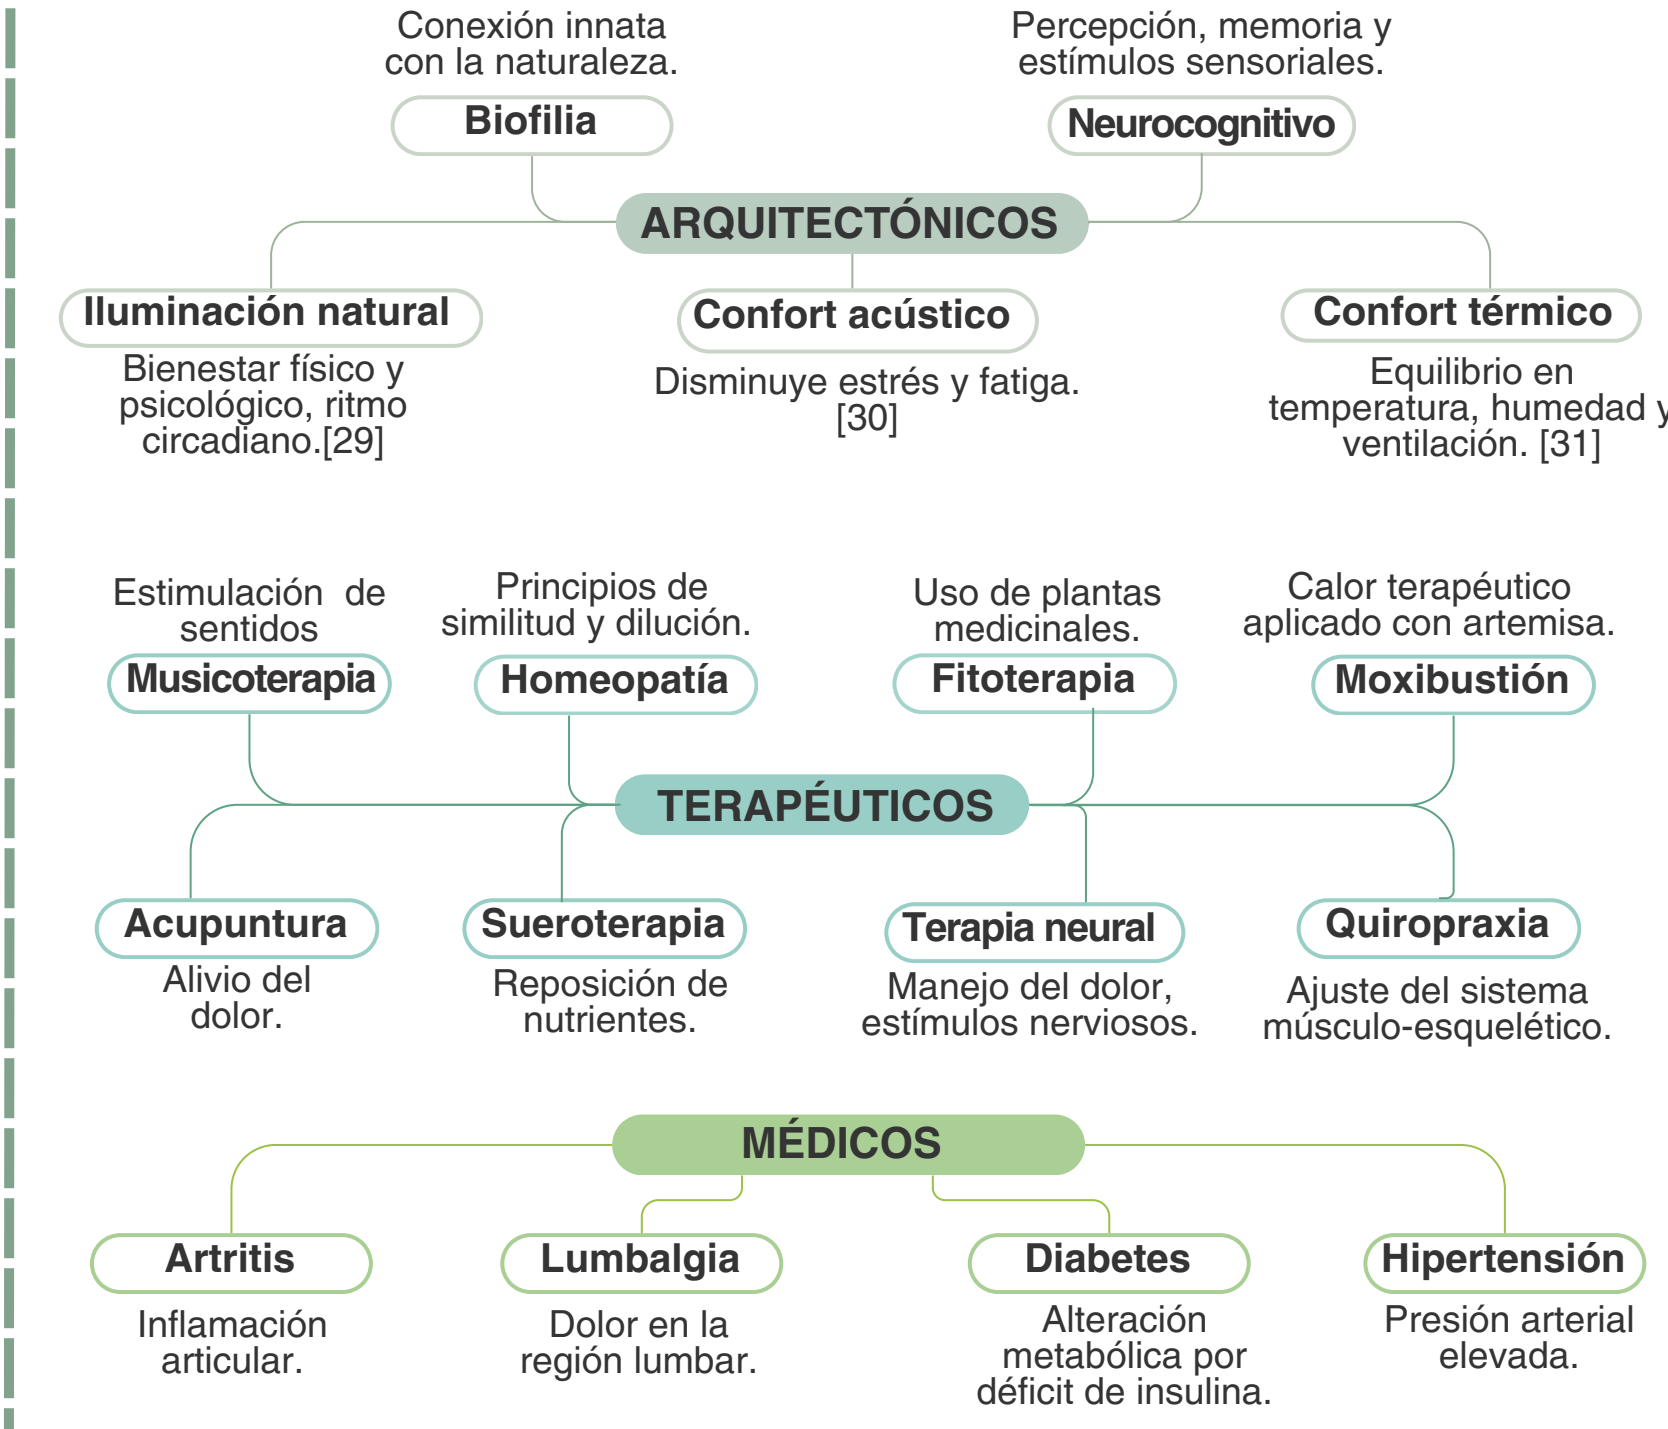 Conexión innata
con la naturaleza.
Biofilia
Percepción, memoria y
estímulos sensoriales.
Neurocognitivo
ARQUITECTÓNICOS
Iluminación natural
Bienestar físico y
psicológico, ritmo
circadiano.[29]
Confort acústico
Disminuye estrés y fatiga.
[30]
Confort térmico
Equilibrio en
temperatura, humedad y
ventilación. [31]
Estimulación de
sentidos
Musicoterapia
Principios de
similitud y dilución.
Homeopatía
Uso de plantas
medicinales.
Fitoterapia
Calor terapéutico
aplicado con artemisa.
Moxibustión
TERAPÉUTICOS
Acupuntura
Alivio del
dolor.
Sueroterapia
Reposición de
nutrientes.
Terapia neural
Manejo del dolor,
estímulos nerviosos.
Quiropraxia
Ajuste del sistema
músculo-esquelético.
MÉDICOS
Artritis
Inflamación
articular.
Lumbalgia
Dolor en la
región lumbar.
Diabetes
Alteración
metabólica por
déficit de insulina.
Hipertensión
Presión arterial
elevada.